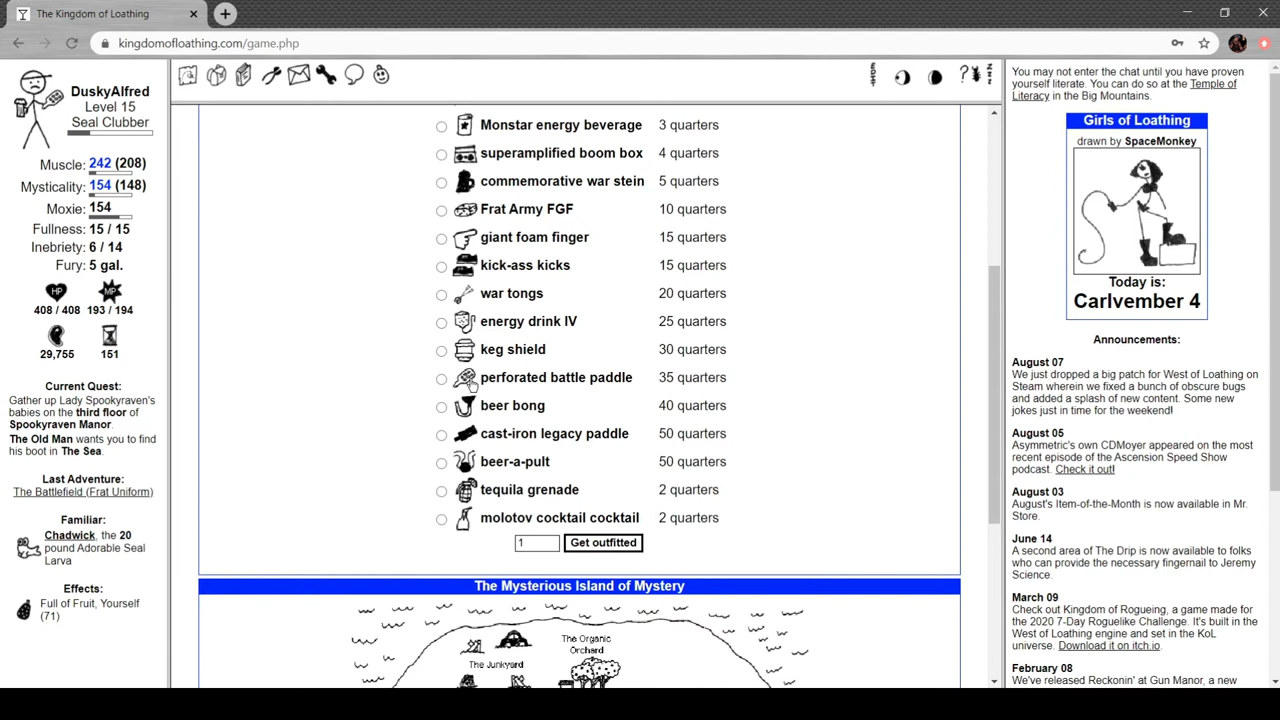 The Kingdom of Loathing
kingdomofloathing.com/game.php
DuskyAlfred
Level 15
Seal Clubber
Muscle: 242 (208)
Mysticality: 154 (148)
Moxie: 154
Fullness: 15 / 15
Inebriety: 6 / 14
Fury: 5 gal.
HP
MP
408 / 408 193 / 194
29,755 151
Current Quest:
Gather up Lady Spookyraven's
babies on the third floor of
Spookyraven Manor.
The Old Man wants you to find
his boot in The Sea.
Last Adventure:
The Battlefield (Frat Uniform)
Familiar:
Chadwick, the 20
pound Adorable Seal
Larva
Effects:
Full of Fruit, Yourself
(71)
Monstar energy beverage 3 quarters
superamplified boom box 4 quarters
commemorative war stein 5 quarters
Frat Army FGF 10 quarters
giant foam finger 15 quarters
kick-ass kicks 15 quarters
war tongs 20 quarters
energy drink IV 25 quarters
keg shield 30 quarters
perforated battle paddle 35 quarters
beer bong 40 quarters
cast-iron legacy paddle 50 quarters
beer-a-pult 50 quarters
tequila grenade 2 quarters
molotov cocktail cocktail 2 quarters
1 Get outfitted
The Mysterious Island of Mystery
The Organic
Orchard
The Junkyard
You may not enter the chat until you have proven
yourself literate. You can do so at the Temple of
Literacy in the Big Mountains.
Girls of Loathing
drawn by SpaceMonkey
Today is:
Carlvember 4
Announcements:
August 07
We just dropped a big patch for West of Loathing on
Steam wherein we fixed a bunch of obscure bugs
and added a splash of new content. Some new
jokes just in time for the weekend!
August 05
Asymmetric's own CDMoyer appeared on the most
recent episode of the Ascension Speed Show
podcast. Check it out!
August 03
August's Item-of-the-Month is now available in Mr.
Store.
June 14
A second area of The Drip is now available to folks
who can provide the necessary fingernail to Jeremy
Science.
March 09
Check out Kingdom of Rogueing, a game made for
the 2020 7-Day Roguelike Challenge. It's built in the
West of Loathing engine and set in the KoL
universe. Download it on itch.io.
February 08
We've released Reckonin' at Gun Manor, a new